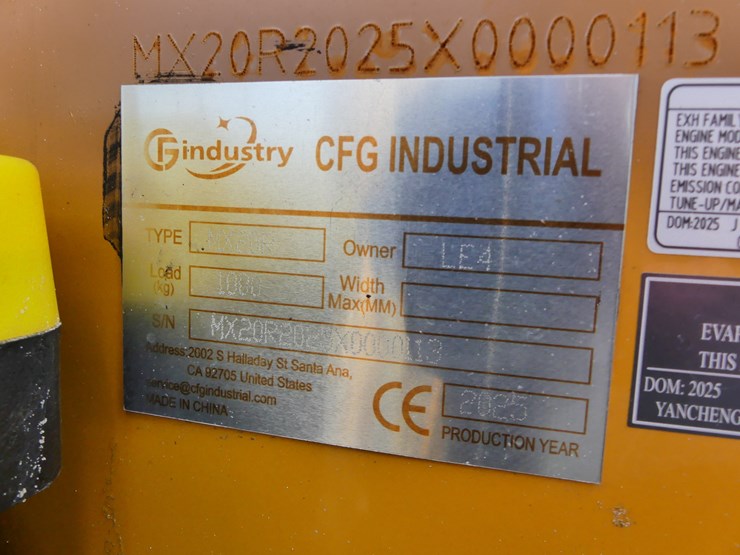 MX20R2025X0000113
CFGindustry CFG INDUSTRIAL
TYPE
Owner LE4
Load
(kg)
Width
Max(MM)
S/N MX20R2025X0000113
Address:2602 S Halladay St Santa Ana,
CA 92705 United States
service@cfgindustrial.com
MADE IN CHINA
CE 2025
PRODUCTION YEAR
EXH FAMIL
ENGINE MOD
THIS ENGINE
THIS ENGINE
EMISSION CO
TUNE-UP/MA
DOM:2025 J
EVAP
THIS
DOM: 2025
YANCHENG